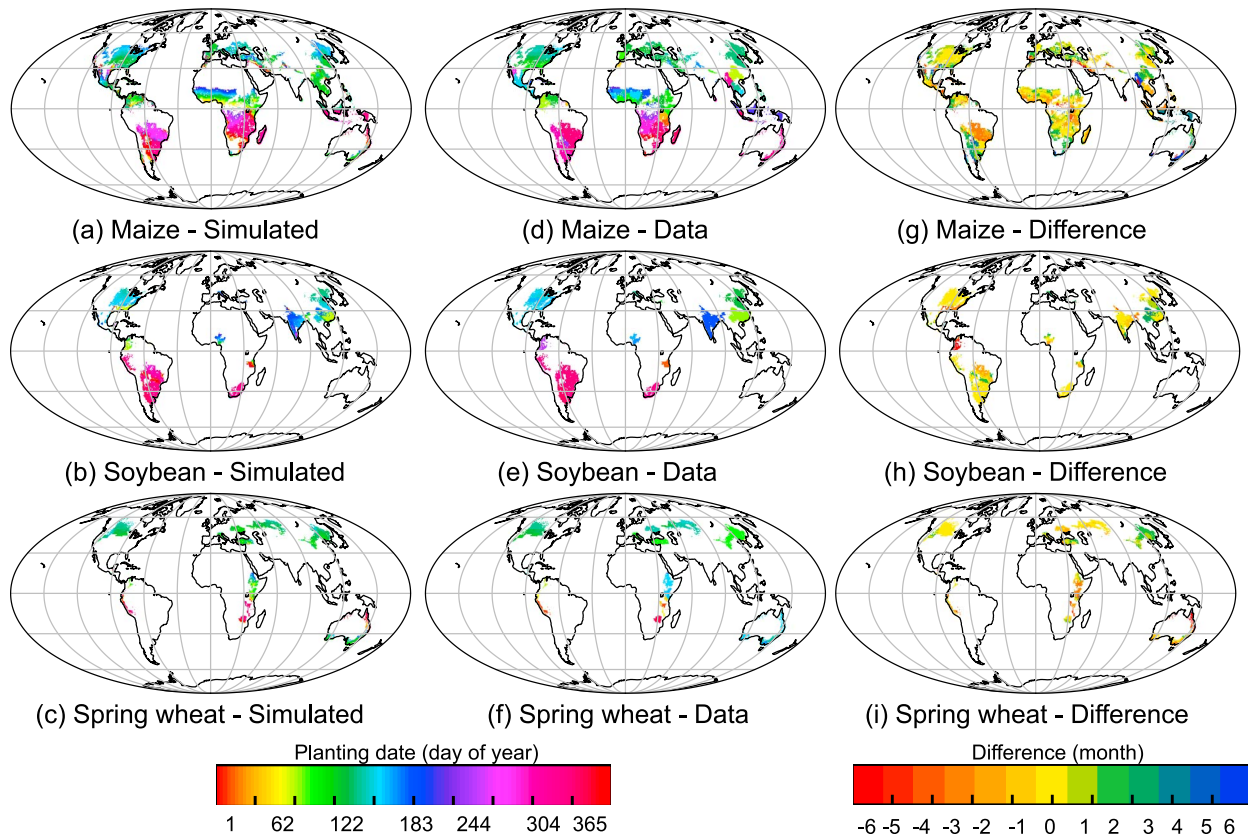 (a) Maize - Simulated
(d) Maize - Data
(g) Maize - Difference
(b) Soybean - Simulated
(e) Soybean - Data
(h) Soybean - Difference
(c) Spring wheat - Simulated
(f) Spring wheat - Data
(i) Spring wheat - Difference
Planting date (day of year)
1 62 122 183 244 304 365
Difference (month)
-6 -5 -4 -3 -2 -1 0 1 2 3 4 5 6